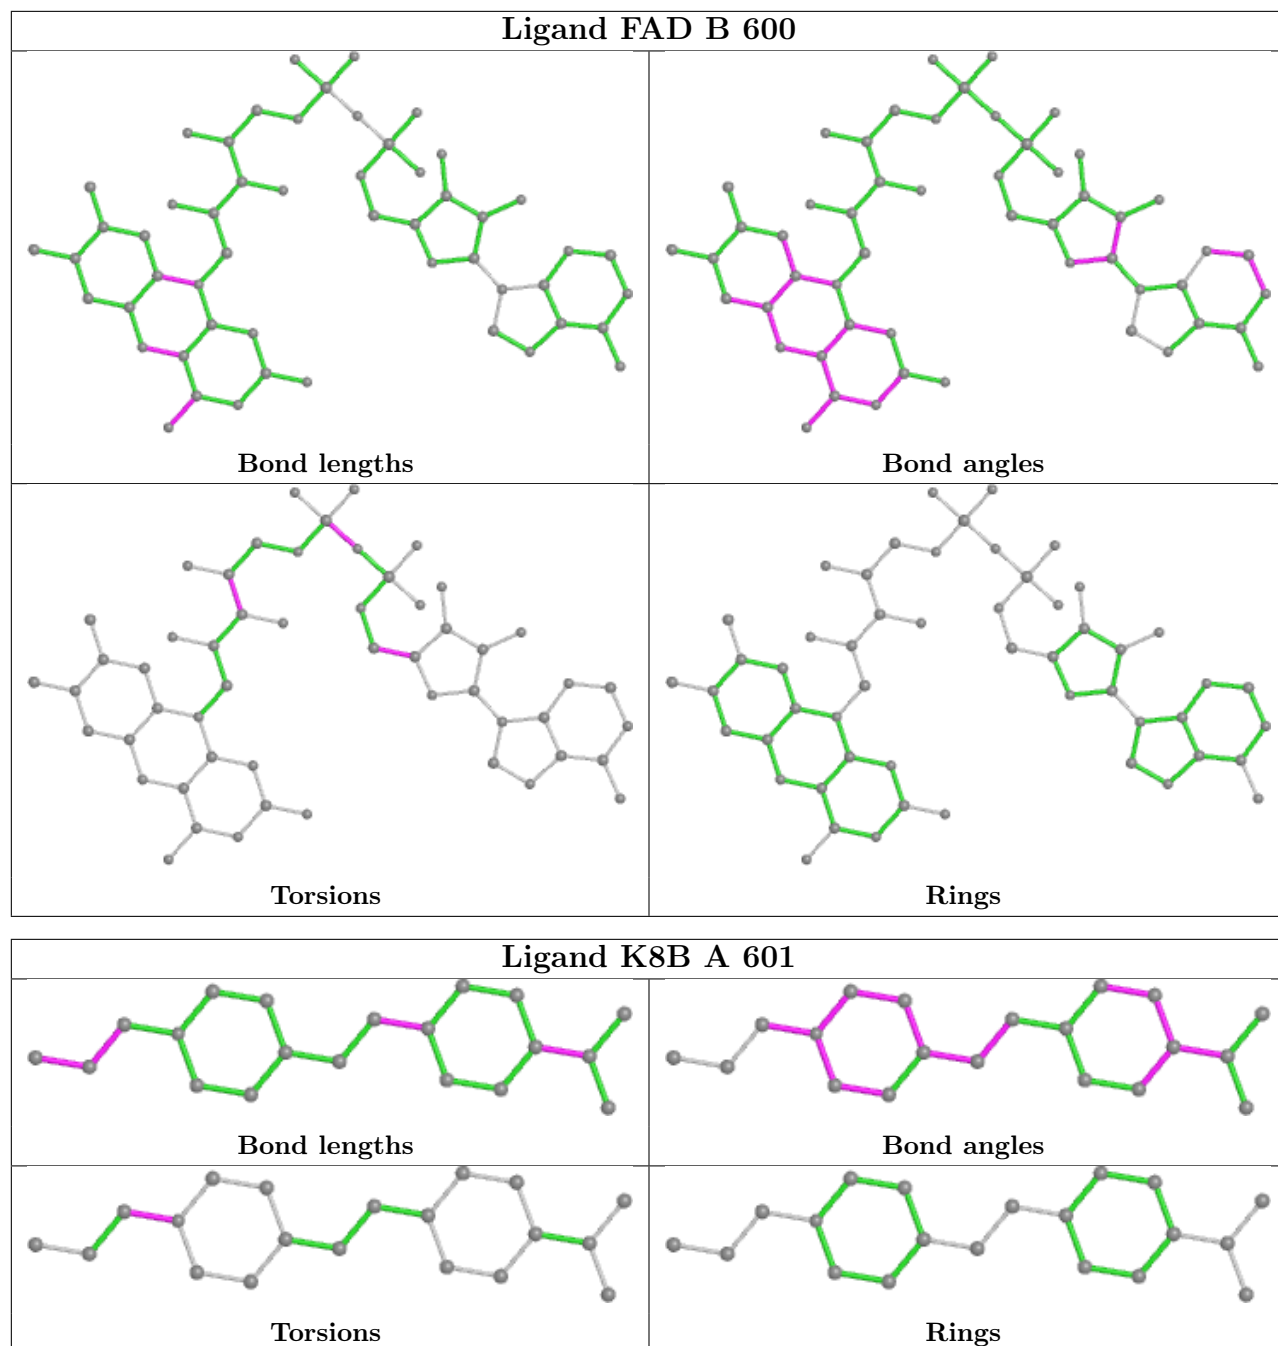 Ligand FAD B 600
Bond lengths
Bond angles
Torsions
Rings
Ligand K8B A 601
Bond lengths
Bond angles
Torsions
Rings